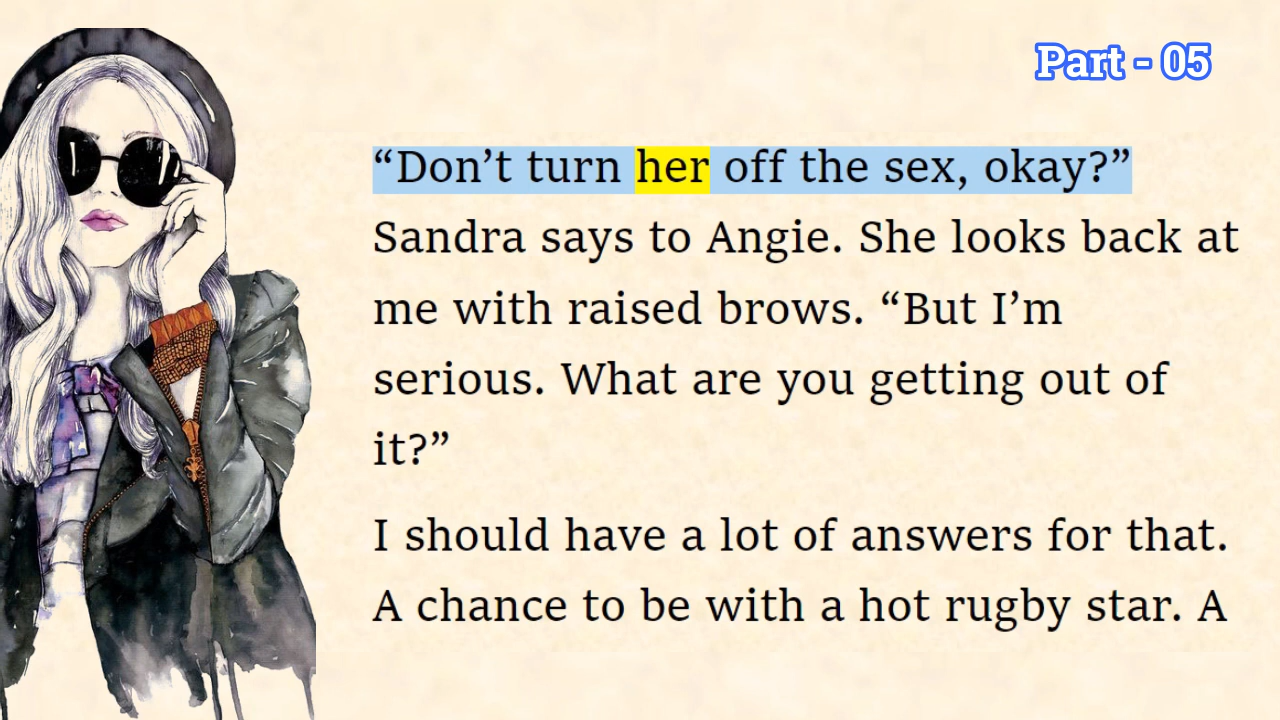 Part - 05
“Don’t turn her off the sex, okay?”
Sandra says to Angie. She looks back at
me with raised brows. “But I’m
serious. What are you getting out of
it?”
I should have a lot of answers for that.
A chance to be with a hot rugby star. A